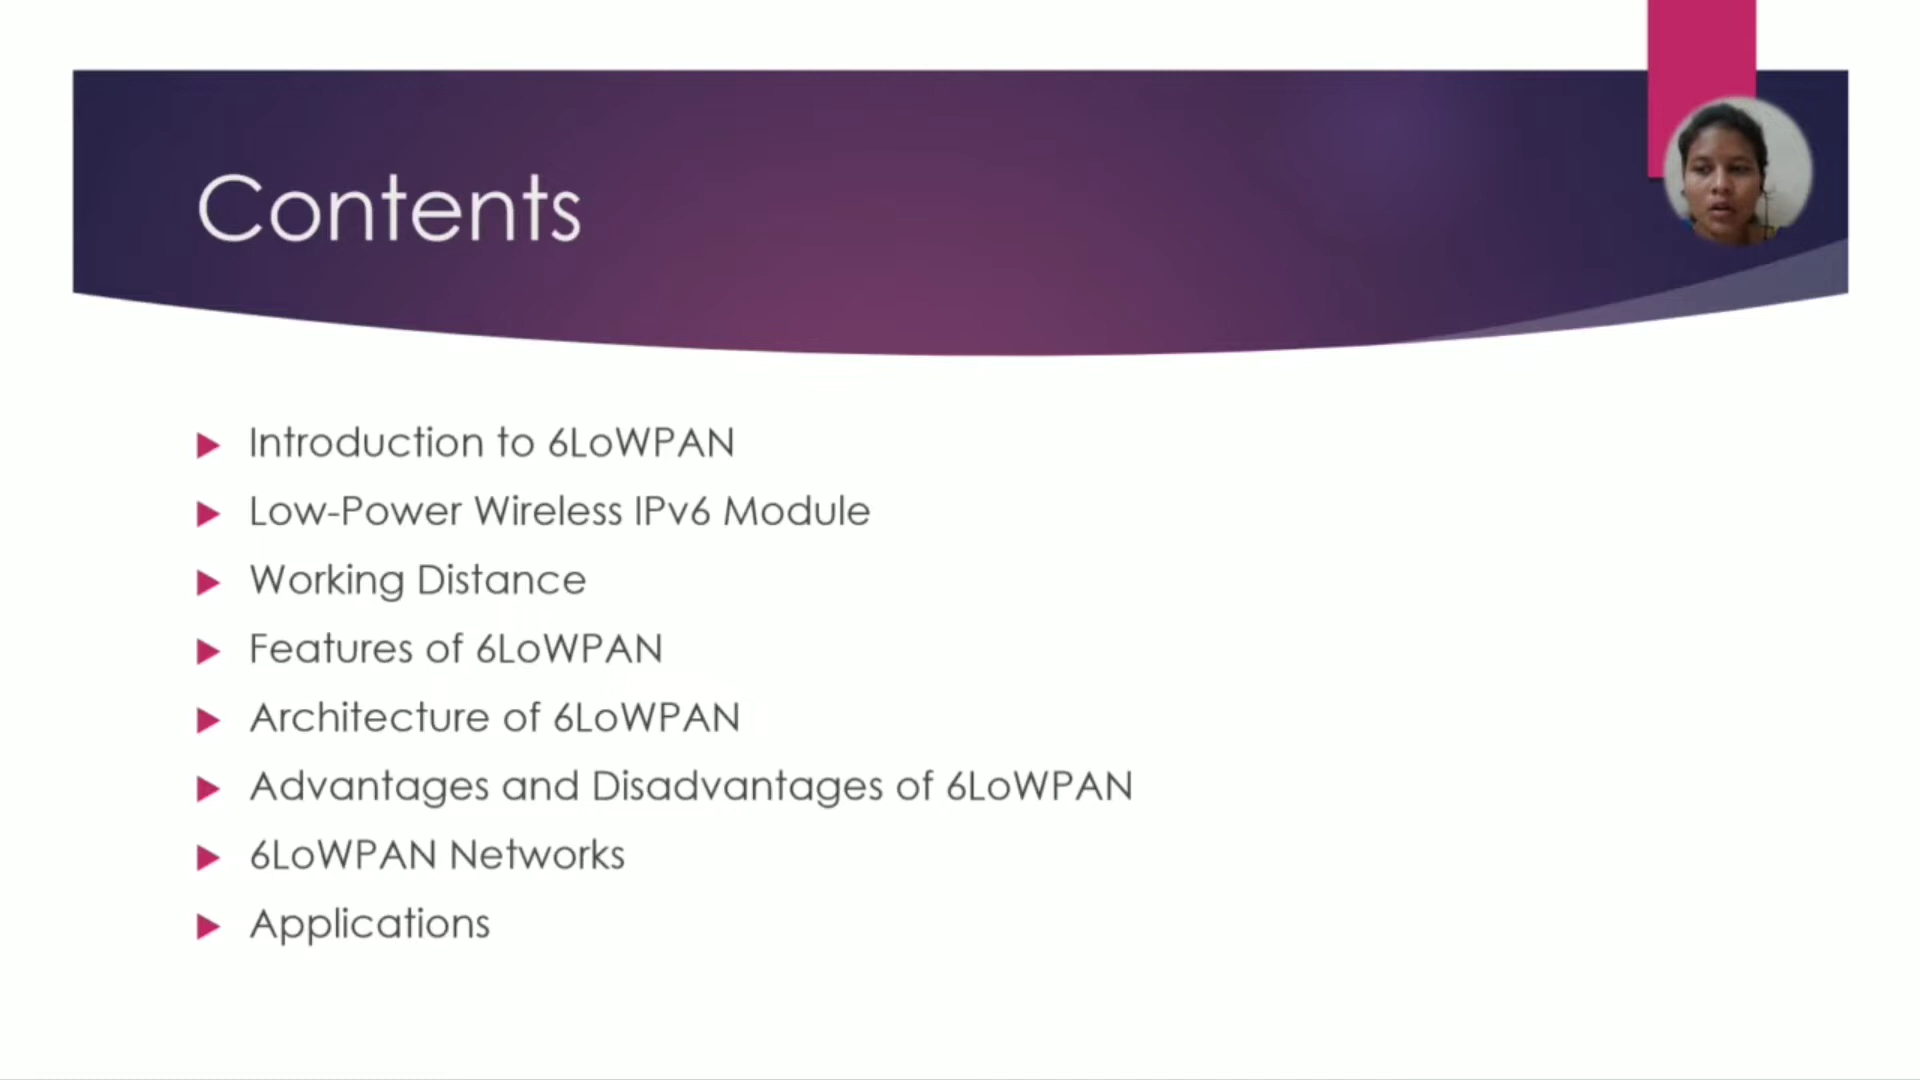 Contents
Introduction to 6LoWPAN
Low-Power Wireless IPv6 Module
Working Distance
Features of 6LoWPAN
Architecture of 6LoWPAN
Advantages and Disadvantages of 6LoWPAN
6LoWPAN Networks
Applications